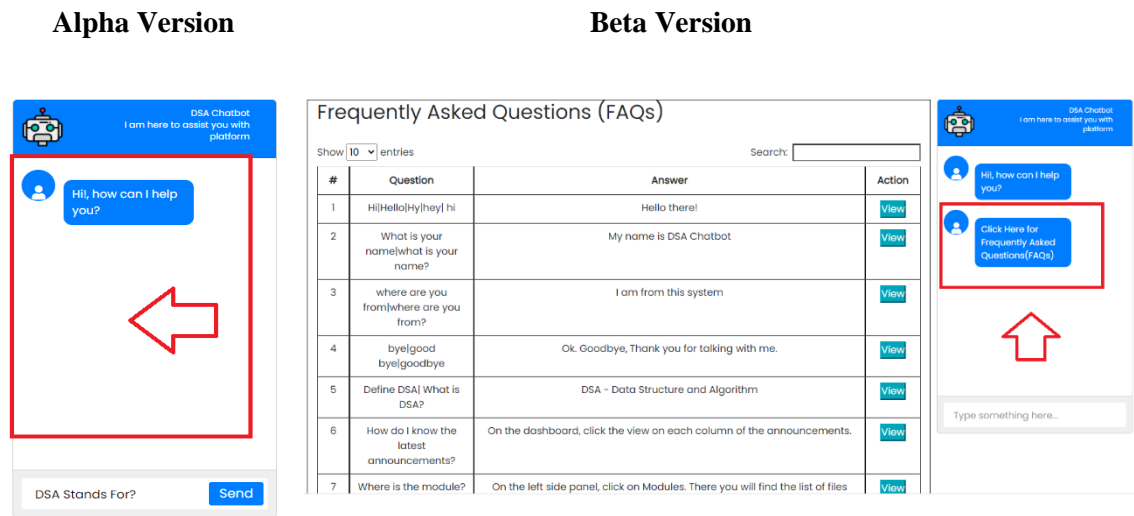 Alpha Version
Beta Version
DSA Chatbot
I am here to assist you with
platform
Hi!, how can I help
you?
DSA Stands For?
Send
Frequently Asked Questions (FAQs)
Show 10 entries
Search:
# Question Answer Action
1 Hi|Hello|Hy|hey| hi Hello there! View
2 What is your My name is DSA Chatbot View
name|what is your
name?
3 where are you I am from this system View
from|where are you
from?
4 bye|good Ok. Goodbye, Thank you for talking with me. View
bye|goodbye
5 Define DSA| What is DSA - Data Structure and Algorithm View
DSA?
6 How do I know the On the dashboard, click the view on each column of the announcements. View
latest
announcements?
7 Where is the module? On the left side panel, click on Modules. There you will find the list of files View
DSA Chatbot
I am here to assist you with
platform
Hi!, how can I help
you?
Click Here for
Frequently Asked
Questions(FAQs)
Type something here...